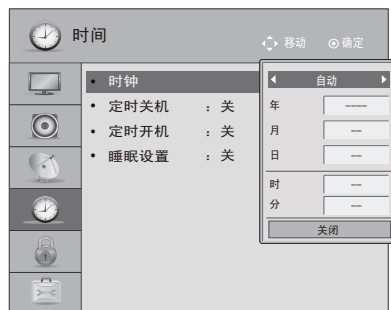 时间
移动 ⊙确定
• 时钟
• 定时关机 : 关
• 定时开机 : 关
• 睡眠设置 : 关
自动
年 ----
月 --
日 --
时 --
分 --
关闭